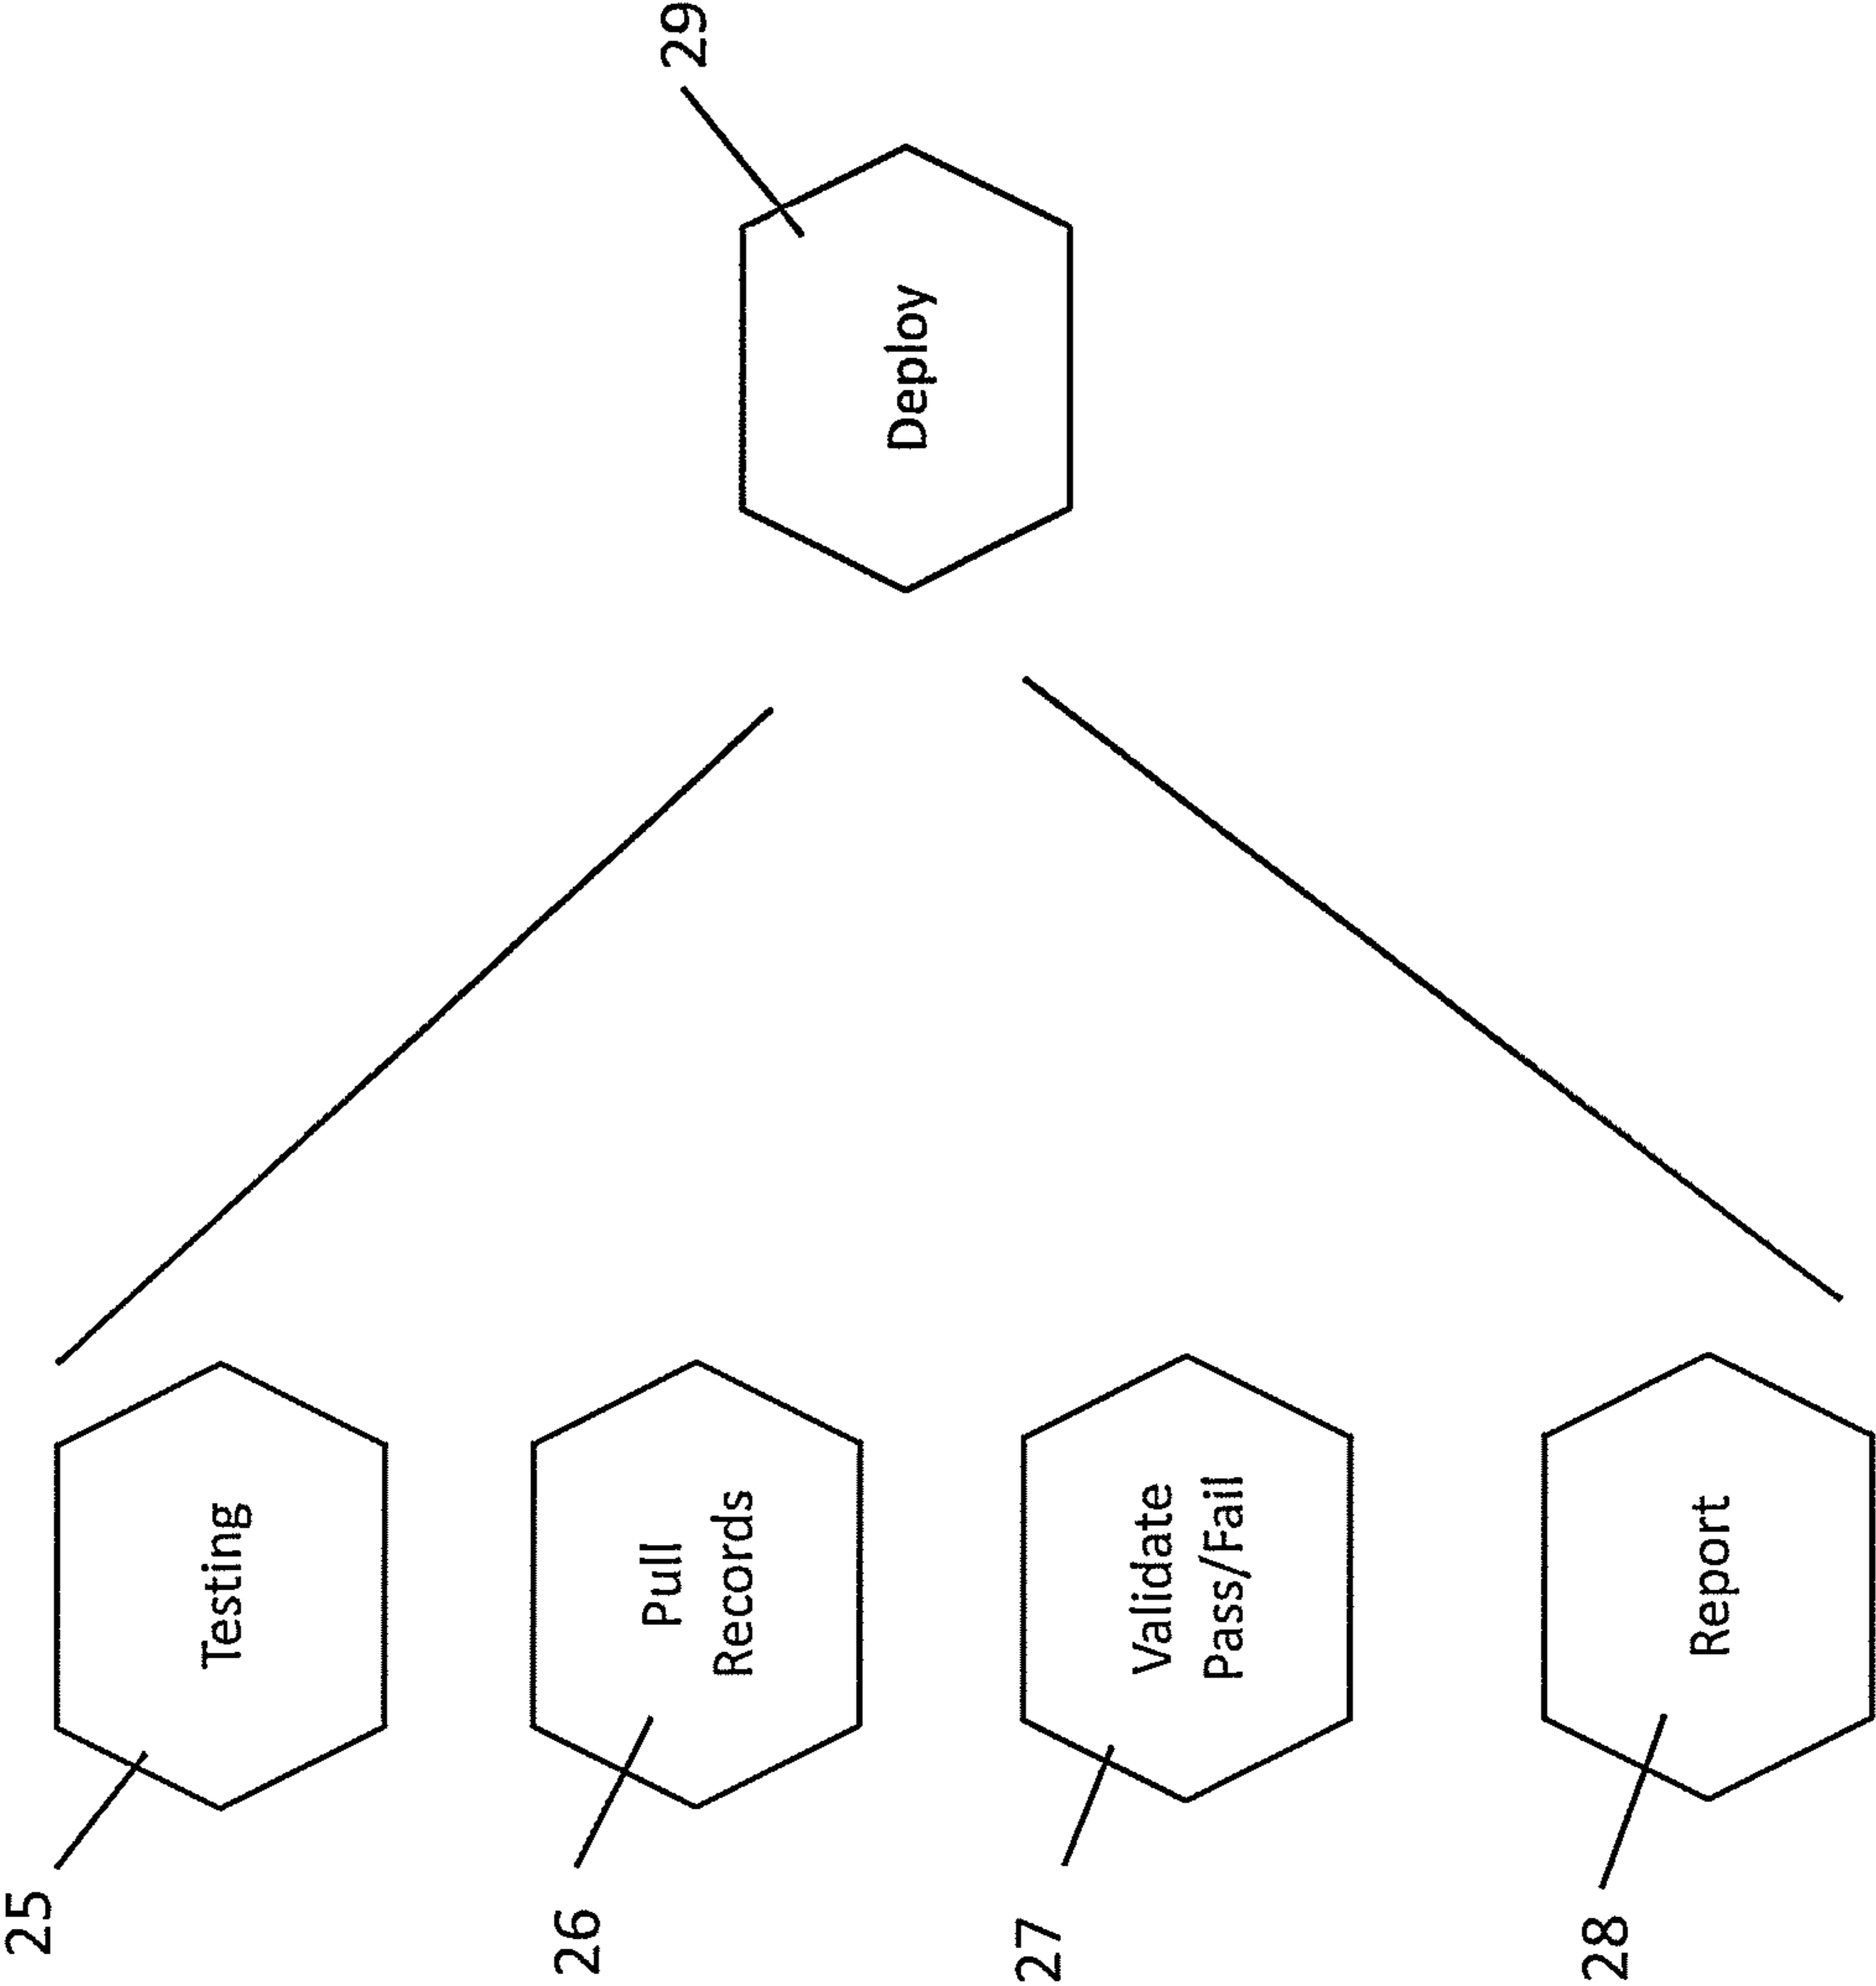 25
Testing
26
Pull
Records
27
Validate
Pass/Fail
28
Report
29
Deploy